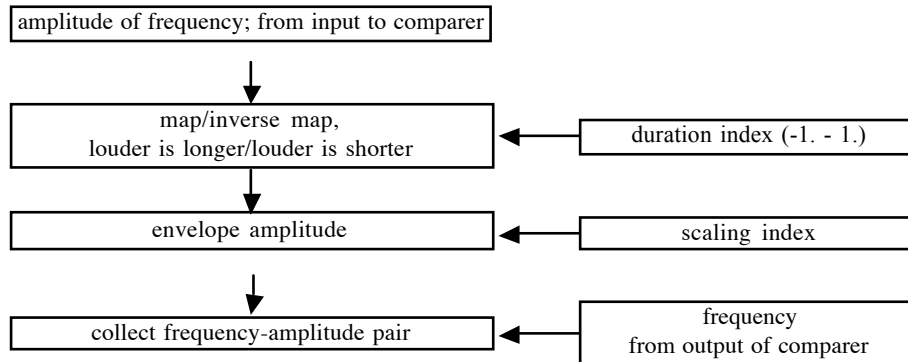 amplitude of frequency; from input to comparer
map/inverse map,
louder is longer/louder is shorter
duration index (-1. - 1.)
envelope amplitude
scaling index
collect frequency-amplitude pair
frequency
from output of comparer